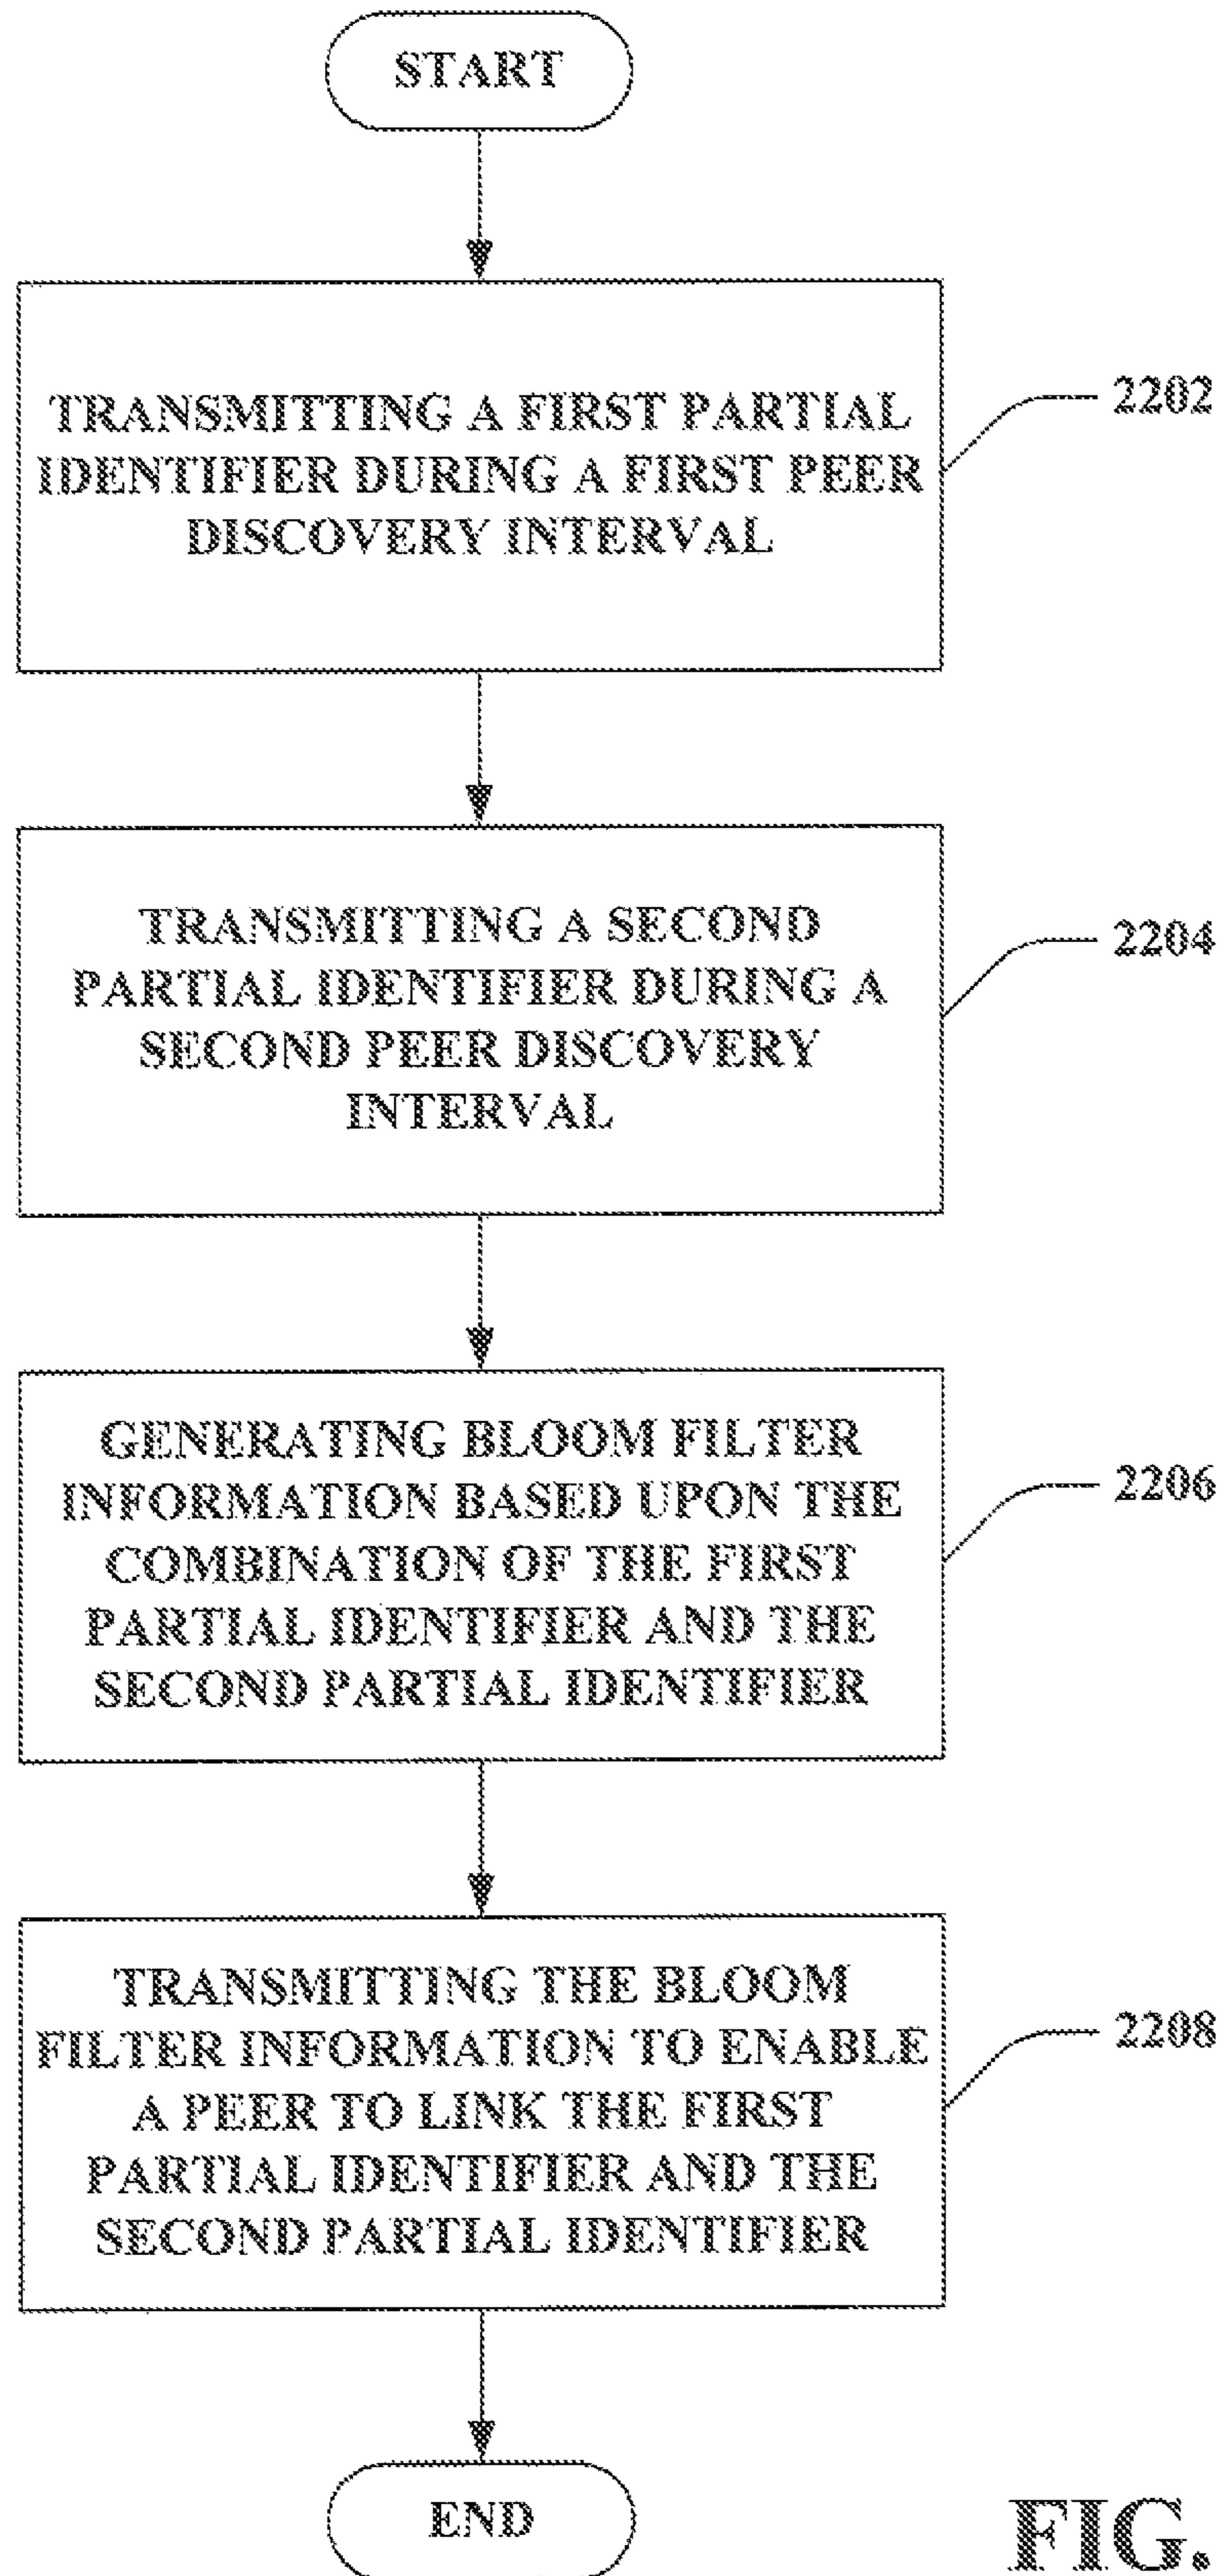 START
TRANSMITTING A FIRST PARTIAL
IDENTIFIER DURING A FIRST PEER
DISCOVERY INTERVAL
2202
TRANSMITTING A SECOND
PARTIAL IDENTIFIER DURING A
SECOND PEER DISCOVERY
INTERVAL
2204
GENERATING BLOOM FILTER
INFORMATION BASED UPON THE
COMBINATION OF THE FIRST
PARTIAL IDENTIFIER AND THE
SECOND PARTIAL IDENTIFIER
2206
TRANSMITTING THE BLOOM
FILTER INFORMATION TO ENABLE
A PEER TO LINK THE FIRST
PARTIAL IDENTIFIER AND THE
SECOND PARTIAL IDENTIFIER
2208
END
FIG.